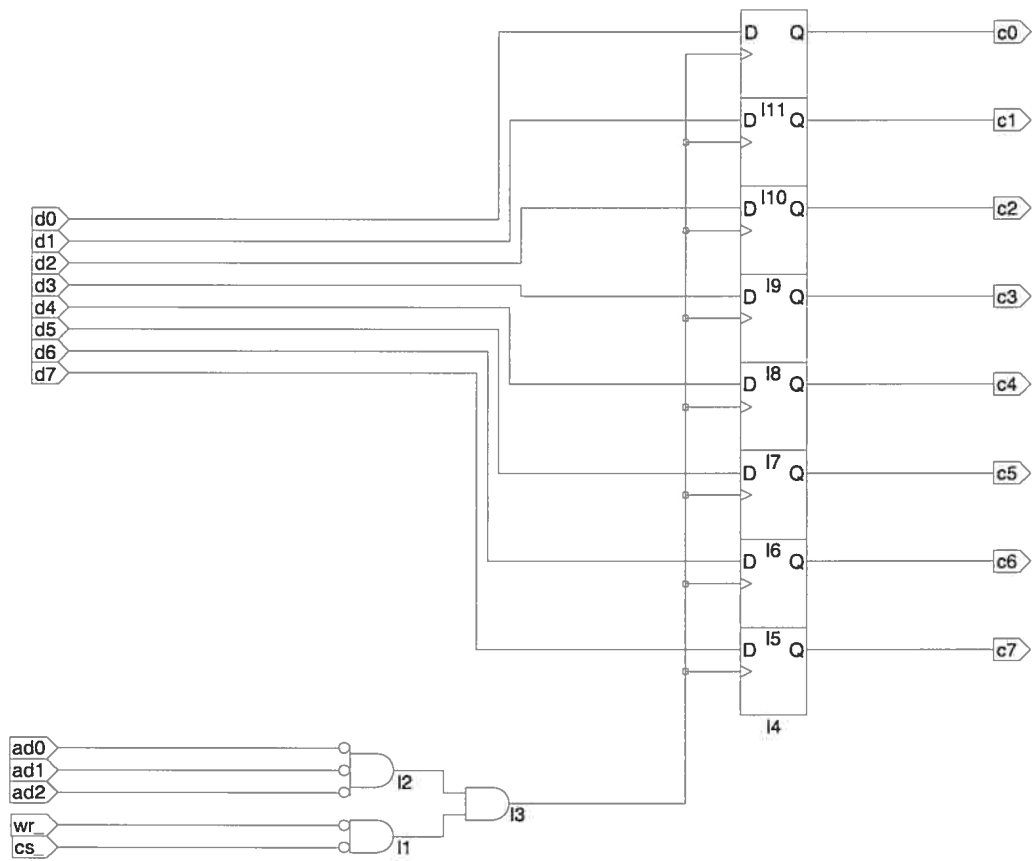 D Q c0
I11
D Q c1
I10
D Q c2
I9
D Q c3
I8
D Q c4
I7
D Q c5
I6
D Q c6
I5
D Q c7
I4
d0
d1
d2
d3
d4
d5
d6
d7
ad0
ad1
ad2
I2
I3
wr_
cs_
I1